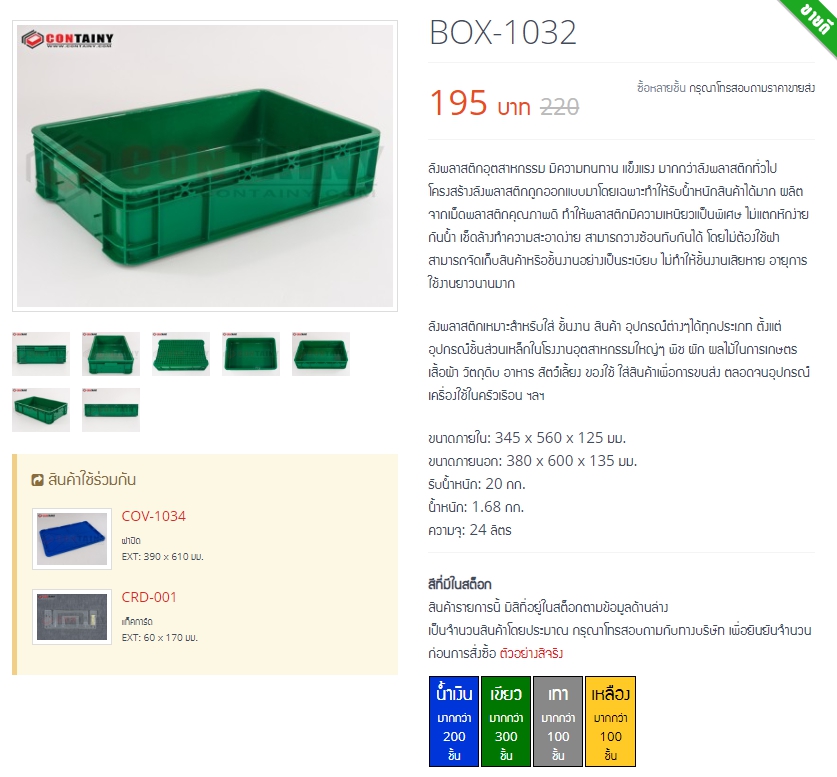 CONTAINY
WWW.CONTAINY.COM
CONTAINY
WWW.CONTAINY.COM
สินค้าใช้ร่วมกัน
COV-1034
ฝาปิด
EXT: 390 x 610 มม.
CRD-001
แท็คการ์ด
EXT: 60 x 170 มม.
ขายดี
BOX-1032
195 บาท 220
ซื้อหลายชิ้น กรุณาโทรสอบถามราคาขายส่ง
ลังพลาสติกอุตสาหกรรม มีความทนทาน แข็งแรง มากกว่าลังพลาสติกทั่วไป
โครงสร้างลังพลาสติกถูกออกแบบมาโดยเฉพาะทำให้รับน้ำหนักสินค้าได้มาก ผลิต
จากเม็ดพลาสติกคุณภาพดี ทำให้พลาสติกมีความเหนียวเป็นพิเศษ ไม่แตกหักง่าย
กันน้ำ เช็ดล้างทำความสะอาดง่าย สามารถวางซ้อนทับกันได้ โดยไม่ต้องใช้ฝา
สามารถจัดเก็บสินค้าหรือชิ้นงานอย่างเป็นระเบียบ ไม่ทำให้ชิ้นงานเสียหาย อายุการ
ใช้งานยาวนานมาก
ลังพลาสติกเหมาะสำหรับใส่ ชิ้นงาน สินค้า อุปกรณ์ต่างๆได้ทุกประเภท ตั้งแต่
อุปกรณ์ชิ้นส่วนเหล็กในโรงงานอุตสาหกรรมใหญ่ๆ พืช ผัก ผลไม้ในการเกษตร
เสื้อผ้า วัตถุดิบ อาหาร สัตว์เลี้ยง ของใช้ ใส่สินค้าเพื่อการขนส่ง ตลอดจนอุปกรณ์
เครื่องใช้ในครัวเรือน ฯลฯ
ขนาดภายใน: 345 x 560 x 125 มม.
ขนาดภายนอก: 380 x 600 x 135 มม.
รับน้ำหนัก: 20 กก.
น้ำหนัก: 1.68 กก.
ความจุ: 24 ลิตร
สีที่มีในสต็อก
สินค้ารายการนี้ มีสีที่อยู่ในสต็อกตามข้อมูลด้านล่าง
เป็นจำนวนสินค้าโดยประมาณ กรุณาโทรสอบถามกับทางบริษัท เพื่อยืนยันจำนวน
ก่อนการสั่งซื้อ ตัวอย่างสีจริง
น้ำเงิน เขียว เทา เหลือง
มากกว่า มากกว่า มากกว่า มากกว่า
200 300 100 100
ชิ้น ชิ้น ชิ้น ชิ้น